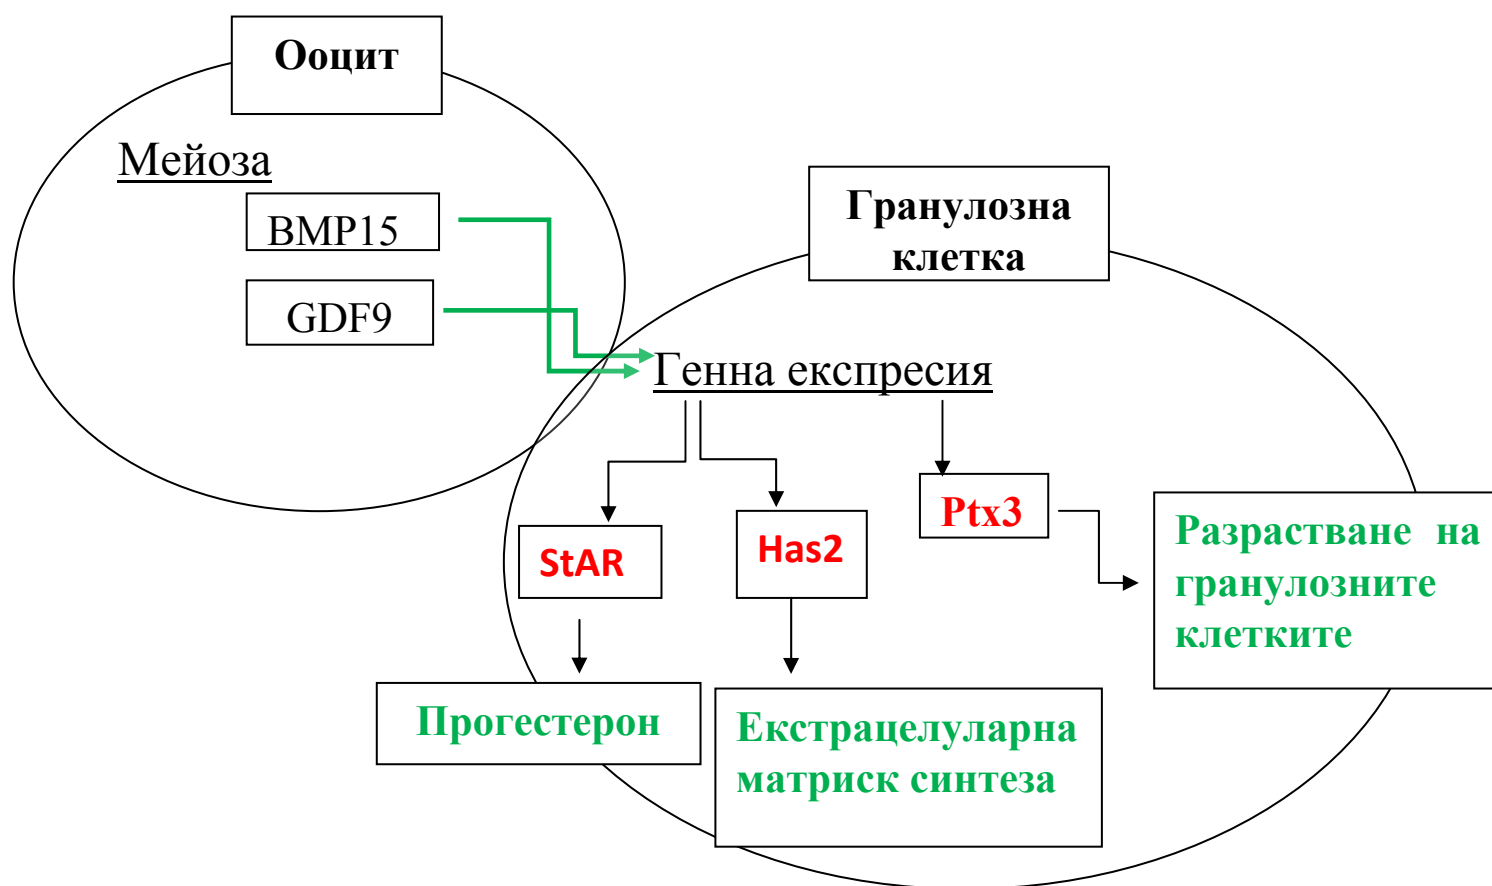 Ооцит
Мейоза
BMP15
GDF9
Гранулозна
клетка
Генна експресия
StAR
Has2
Ptx3
Разрастване на
гранулозните
клетките
Прогестерон
Екстрацелуларна
матриск синтеза